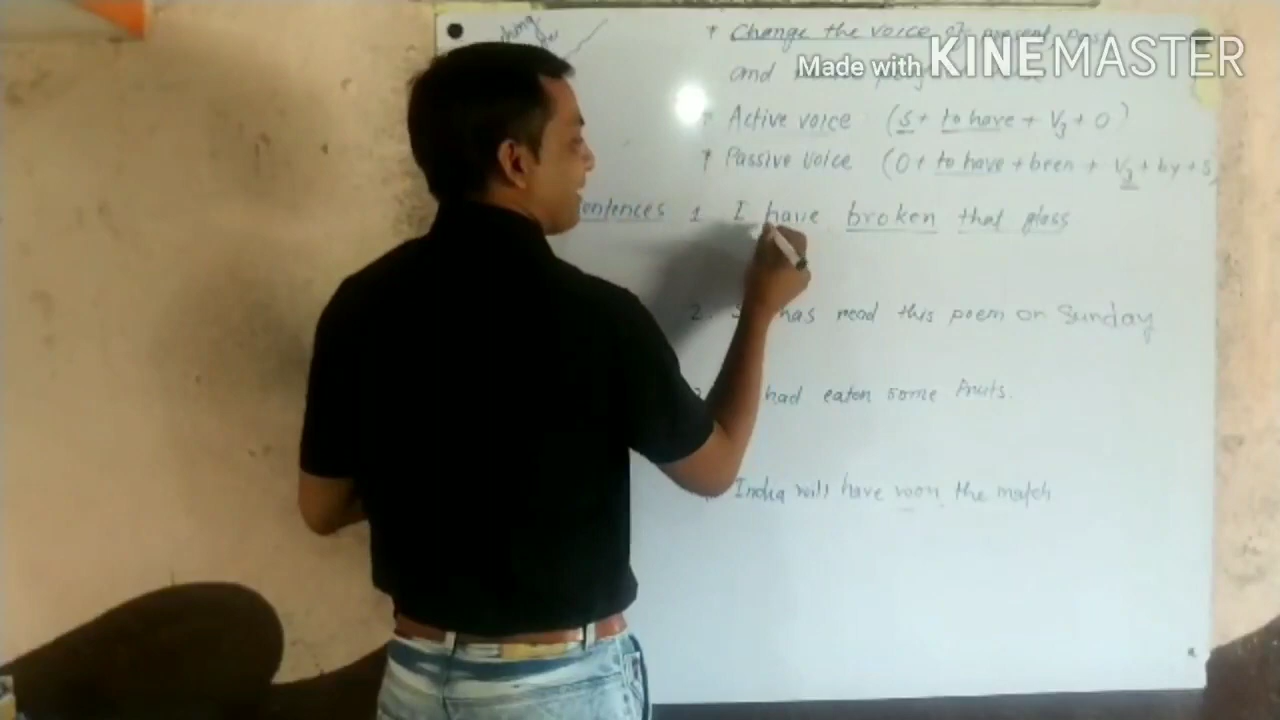 * Change the voice of present past
and
Made with KINEMASTER
* Active voice (S + to have + V3 + O)
* Passive voice (O + to have + been + V3 + by + S
entences 1 I have broken that glass
2. has read this poem on Sunday
had eaten some fruits.
India will have won the match